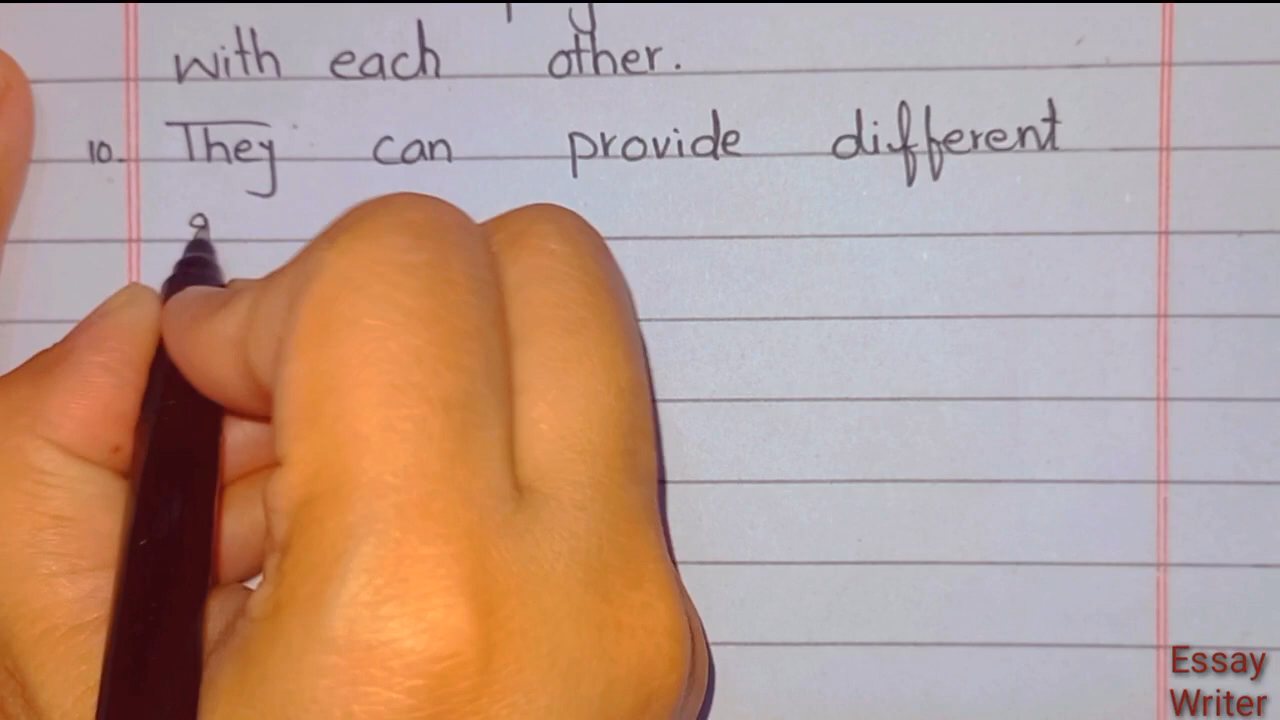 with each other.
10. They can provide different
Essay
Writer